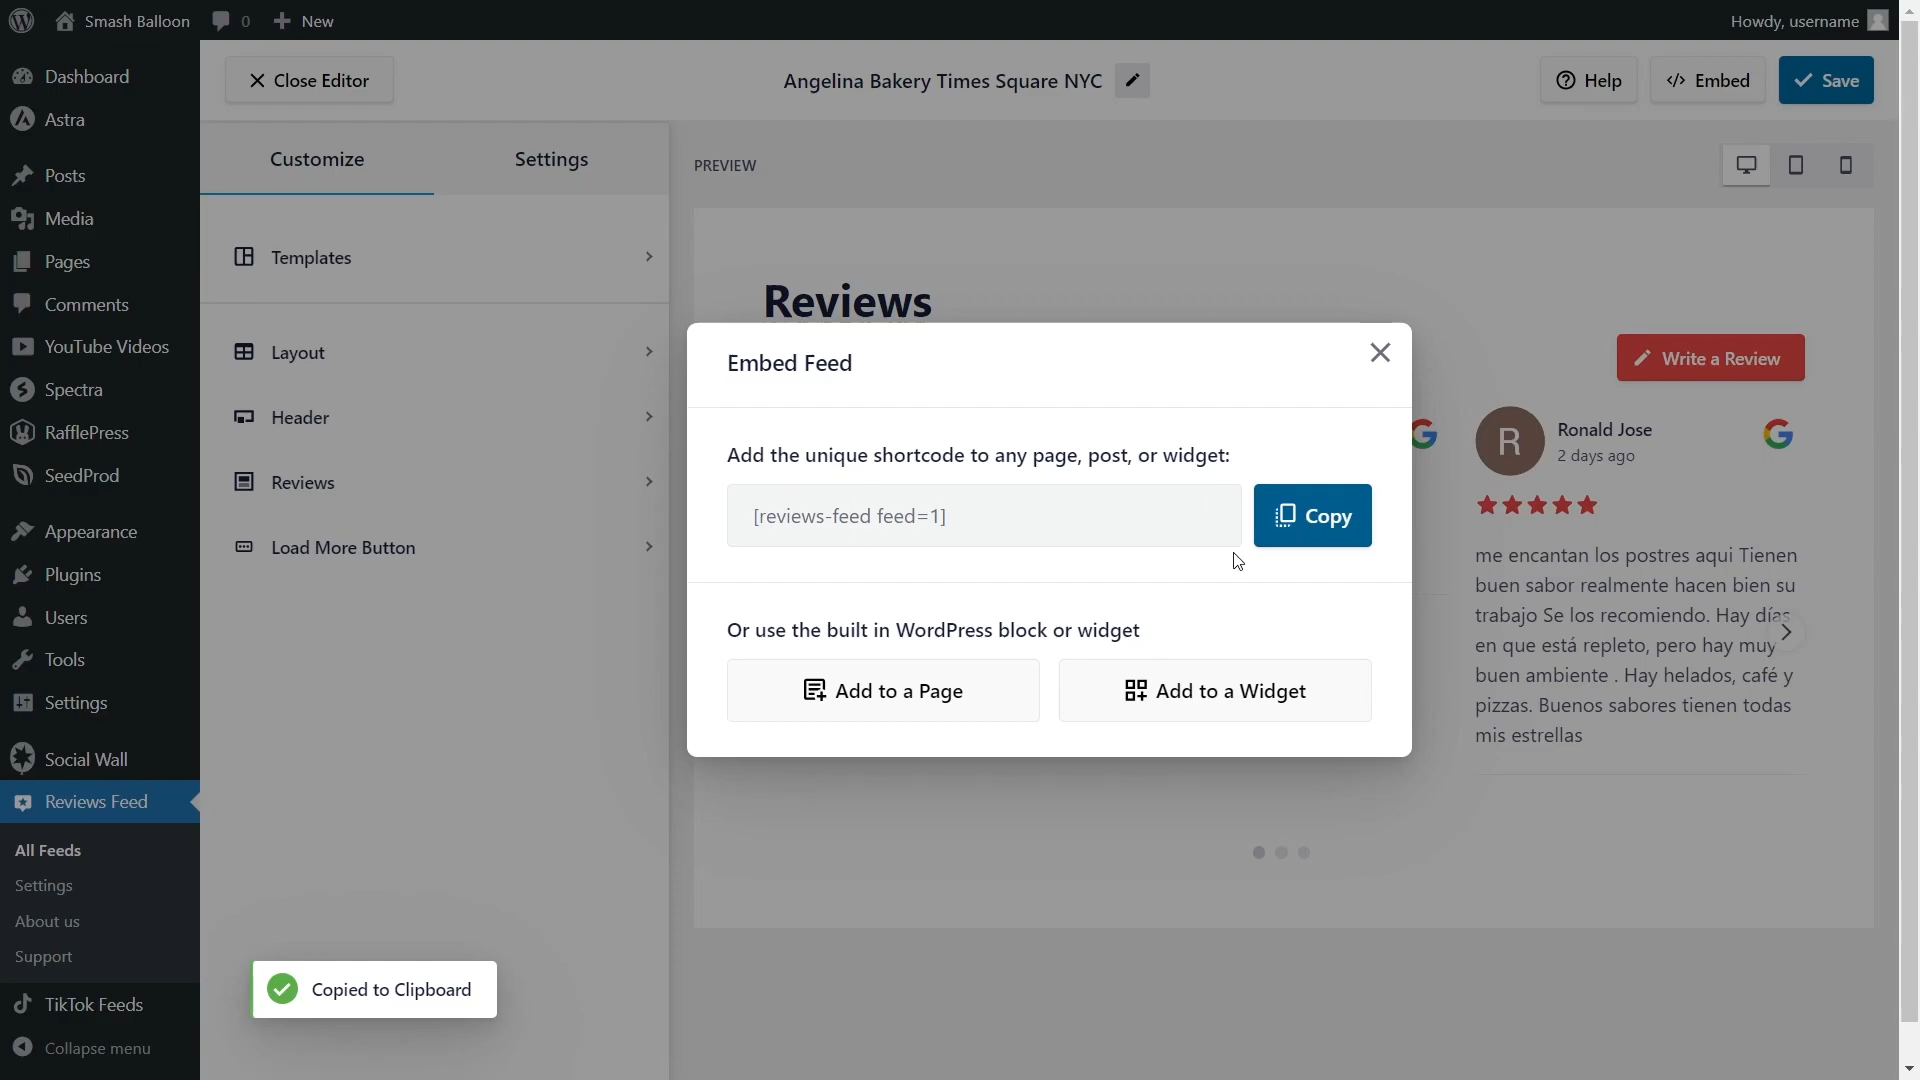 Smash Balloon
0
New
Howdy, username
Dashboard
Astra
Posts
Media
Pages
Comments
YouTube Videos
Spectra
RafflePress
SeedProd
Appearance
Plugins
Users
Tools
Settings
Social Wall
Reviews Feed
All Feeds
Settings
About us
Support
TikTok Feeds
Collapse menu
Close Editor
Angelina Bakery Times Square NYC
Help
Embed
Save
Customize
Settings
Templates
Layout
Header
Reviews
Load More Button
PREVIEW
Reviews
Write a Review
R
Ronald Jose
2 days ago
me encantan los postres aqui Tienen
buen sabor realmente hacen bien su
trabajo Se los recomiendo. Hay días
en que está repleto, pero hay muy
buen ambiente . Hay helados, café y
pizzas. Buenos sabores tienen todas
mis estrellas
Embed Feed
Add the unique shortcode to any page, post, or widget:
[reviews-feed feed=1]
Copy
Or use the built in WordPress block or widget
Add to a Page
Add to a Widget
Copied to Clipboard